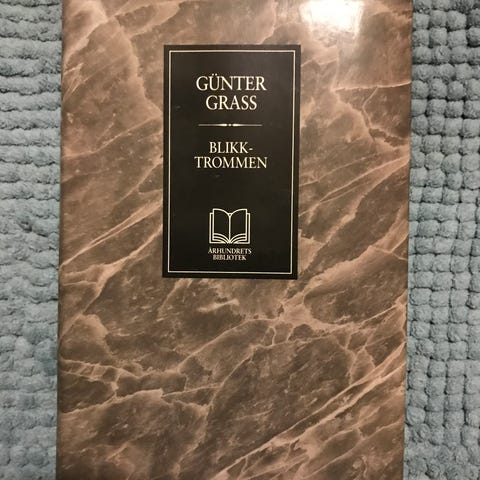 GÜNTER
GRASS
BLIKK-
TROMMEN
ÅRHUNDRETS
BIBLIOTEK